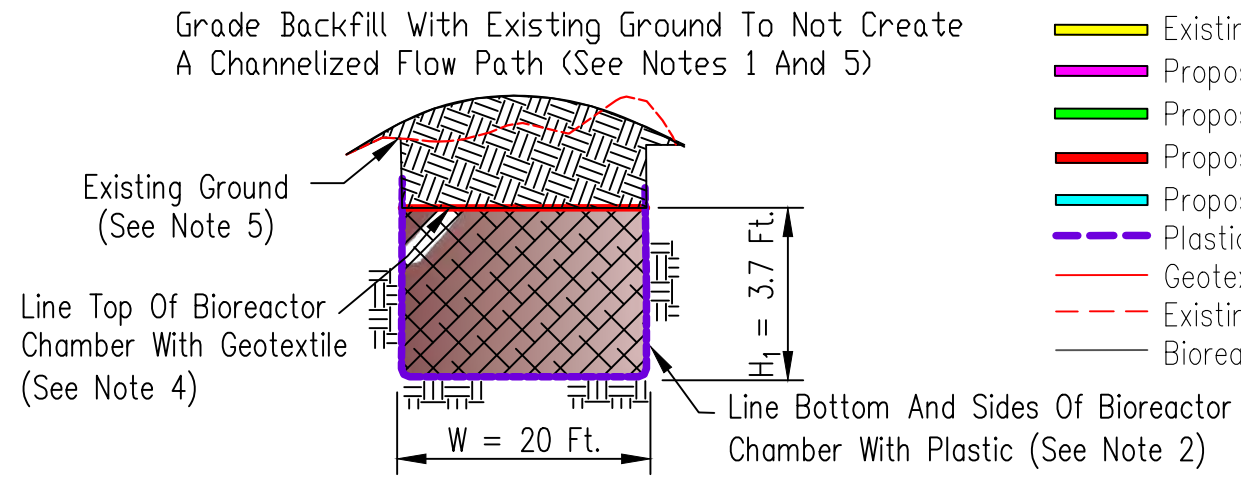 Grade Backfill With Existing Ground To Not Create
A Channelized Flow Path (See Notes 1 And 5)
Existing Ground
(See Note 5)
Line Top Of Bioreactor
Chamber With Geotextile
(See Note 4)
W = 20 Ft.
H1 = 3.7 Ft.
Line Bottom And Sides Of Bioreactor
Chamber With Plastic (See Note 2)
Existin
Propos
Propos
Propos
Propos
Plastic
Geotex
Existin
Biorea